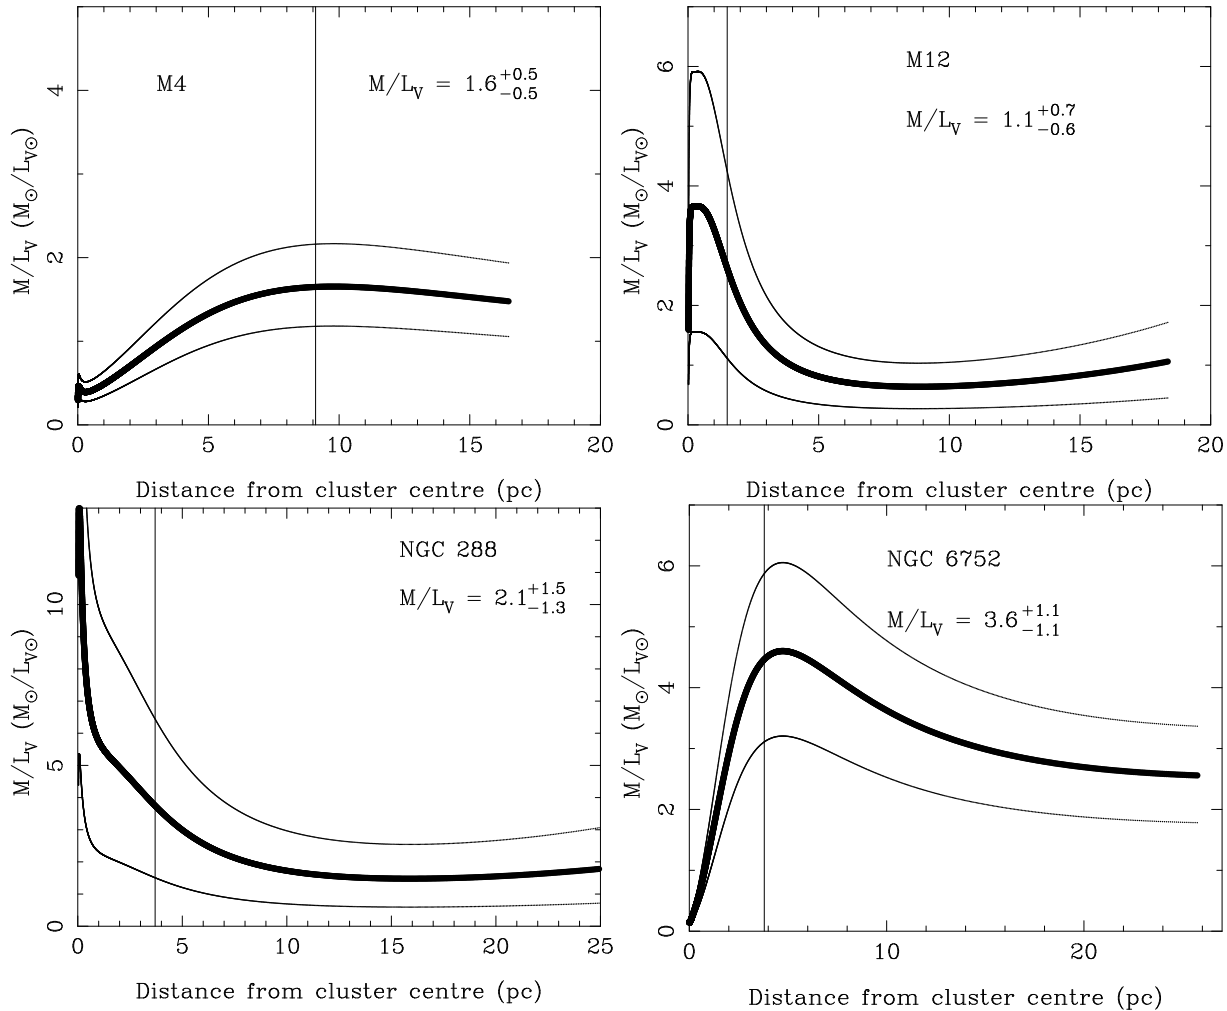 M4
M/L_V = 1.6^{+0.5}_{−0.5}
M/L_V (M⊙/L_V⊙)
4
2
0
0 5 10 15 20
Distance from cluster centre (pc)
M12
M/L_V = 1.1^{+0.7}_{−0.6}
M/L_V (M⊙/L_V⊙)
6
4
2
0
0 5 10 15 20
Distance from cluster centre (pc)
NGC 288
M/L_V = 2.1^{+1.5}_{−1.3}
M/L_V (M⊙/L_V⊙)
10
5
0
0 5 10 15 20 25
Distance from cluster centre (pc)
NGC 6752
M/L_V = 3.6^{+1.1}_{−1.1}
M/L_V (M⊙/L_V⊙)
6
4
2
0
0 10 20
Distance from cluster centre (pc)